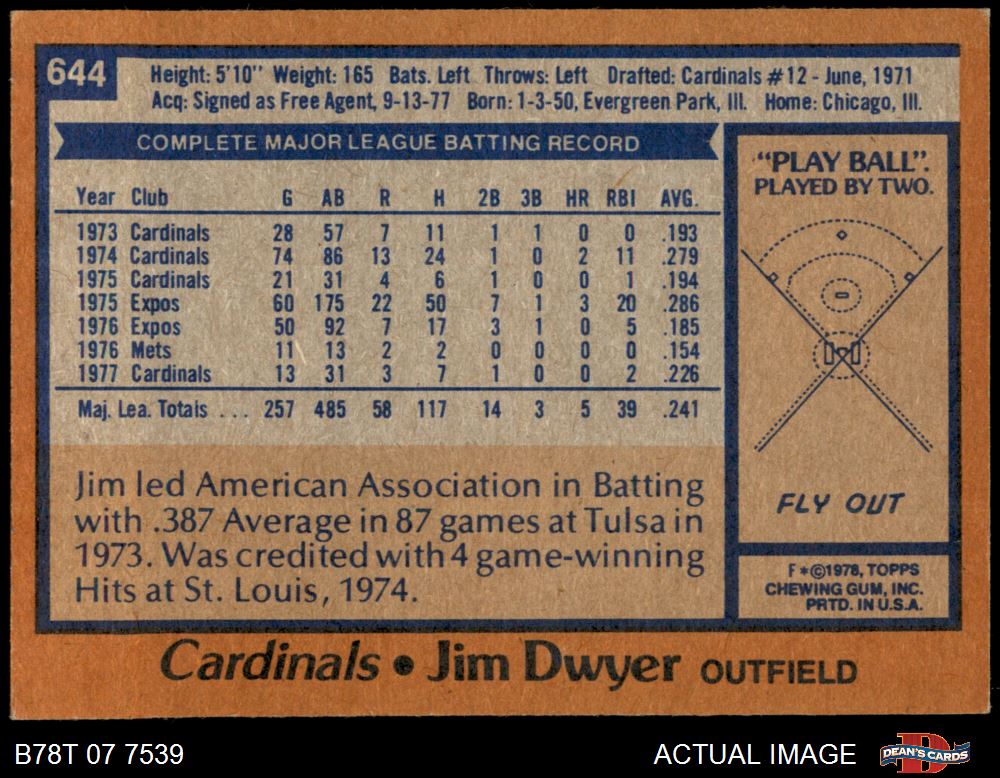 644
Height: 5'10" Weight: 165 Bats: Left Throws: Left Drafted: Cardinals #12 - June, 1971
Acq: Signed as Free Agent, 9-13-77 Born: 1-3-50, Evergreen Park, Ill. Home: Chicago, Ill.
COMPLETE MAJOR LEAGUE BATTING RECORD
Year Club G AB R H 2B 3B HR RBI AVG.
1973 Cardinals 28 57 7 11 1 1 0 0 .193
1974 Cardinals 74 86 13 24 1 0 2 11 .279
1975 Cardinals 21 31 4 6 1 0 0 1 .194
1975 Expos 60 175 22 50 7 1 3 20 .286
1976 Expos 50 92 7 17 3 1 0 5 .185
1976 Mets 11 13 2 2 0 0 0 0 .154
1977 Cardinals 13 31 3 7 1 0 0 2 .226
Maj. Lea. Totals ... 257 485 58 117 14 3 5 39 .241
Jim led American Association in Batting
with .387 Average in 87 games at Tulsa in
1973. Was credited with 4 game-winning
Hits at St. Louis, 1974.
"PLAY BALL".
PLAYED BY TWO.
FLY OUT
F*©1978, TOPPS
CHEWING GUM, INC.
PRTD. IN U.S.A.
Cardinals • Jim Dwyer OUTFIELD
B78T 07 7539
ACTUAL IMAGE
D
DEAN'S CARDS